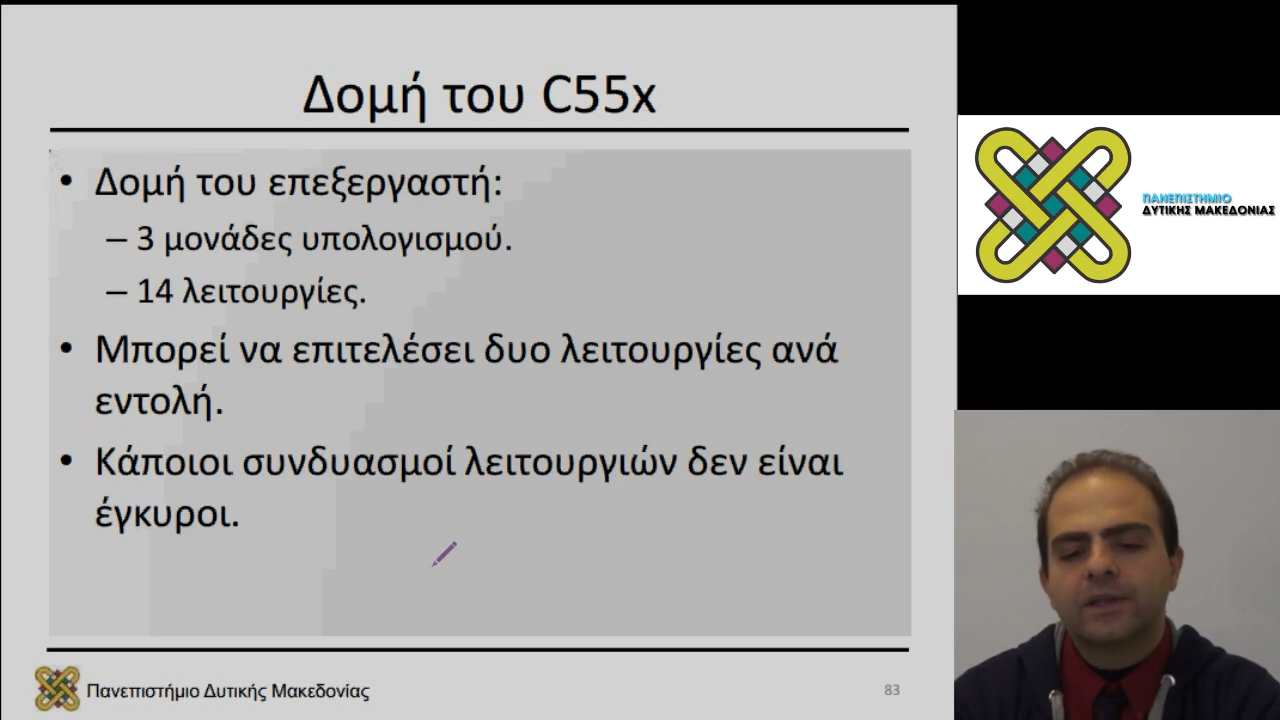 Δομή του C55x
• Δομή του επεξεργαστή:
– 3 μονάδες υπολογισμού.
– 14 λειτουργίες.
• Μπορεί να επιτελέσει δυο λειτουργίες ανά
εντολή.
• Κάποιοι συνδυασμοί λειτουργιών δεν είναι
έγκυροι.
Πανεπιστήμιο Δυτικής Μακεδονίας
83
ΠΑΝΕΠΙΣΤΗΜΙΟ
ΔΥΤΙΚΗΣ ΜΑΚΕΔΟΝΙΑΣ